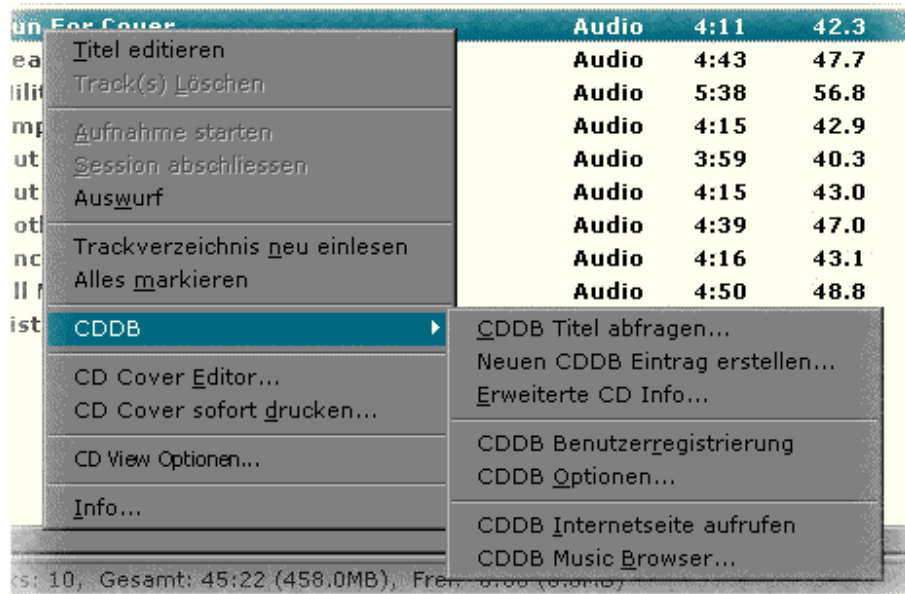 For Cover Audio 4:11 42.3
Audio 4:43 47.7
Audio 5:38 56.8
Audio 4:15 42.9
Audio 3:59 40.3
Audio 4:15 43.0
Audio 4:39 47.0
Audio 4:16 43.1
Audio 4:50 48.8
Titel editieren
Track(s) Löschen
Aufnahme starten
Session abschliessen
Auswurf
Trackverzeichnis neu einlesen
Alles markieren
CDDB
CD Cover Editor...
CD Cover sofort drucken...
CD View Optionen...
Info...
CDDB Titel abfragen...
Neuen CDDB Eintrag erstellen...
Erweiterte CD Info...
CDDB Benutzerregistrierung
CDDB Optionen...
CDDB Internetseite aufrufen
CDDB Music Browser...
10, Gesamt: 45:22 (458.0MB),